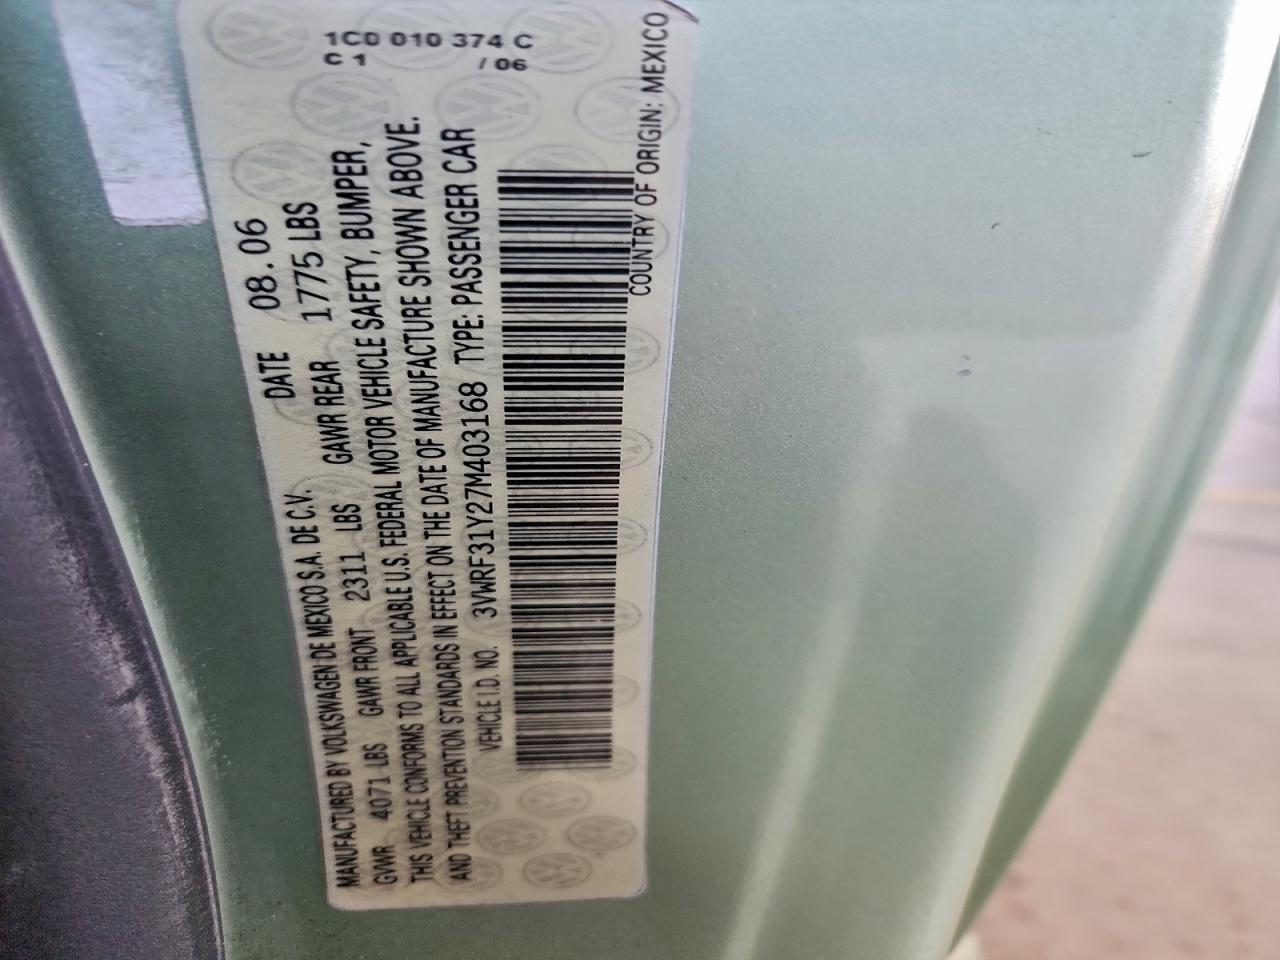 1C0 010 374 C
C 1 / 06
DATE 08.06
MANUFACTURED BY VOLKSWAGEN DE MEXICO S.A. DE C.V.
GVWR 4071 LBS GAWR FRONT 2311 LBS GAWR REAR 1775 LBS
THIS VEHICLE CONFORMS TO ALL APPLICABLE U.S. FEDERAL MOTOR VEHICLE SAFETY, BUMPER,
AND THEFT PREVENTION STANDARDS IN EFFECT ON THE DATE OF MANUFACTURE SHOWN ABOVE.
VEHICLE I.D. NO. 3VWRF31Y27M403168 TYPE: PASSENGER CAR
COUNTRY OF ORIGIN: MEXICO